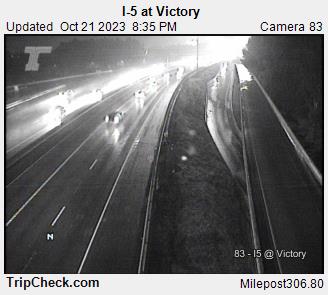 I-5 at Victory
Updated Oct 21 2023 8:35 PM Camera 83
T
N
83 - I5 @ Victory
TripCheck.com Milepost306.80